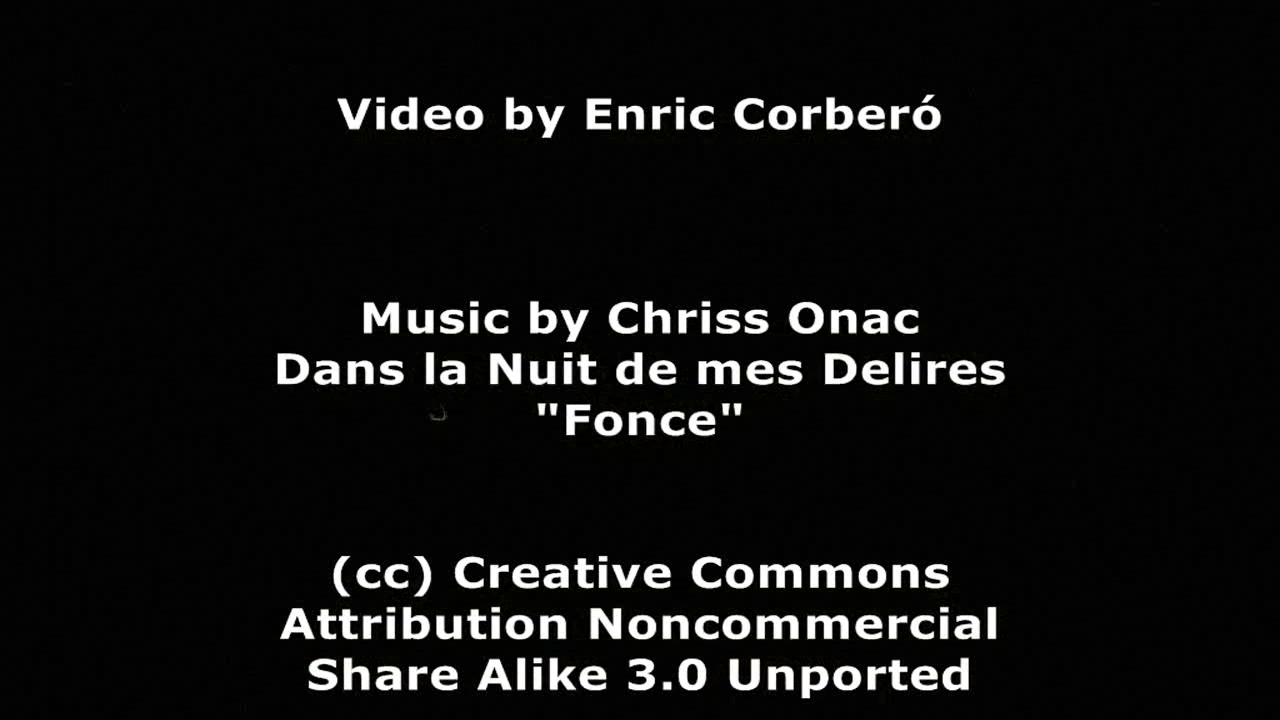 Video by Enric Corberó
Music by Chriss Onac
Dans la Nuit de mes Delires
"Fonce"
(cc) Creative Commons
Attribution Noncommercial
Share Alike 3.0 Unported